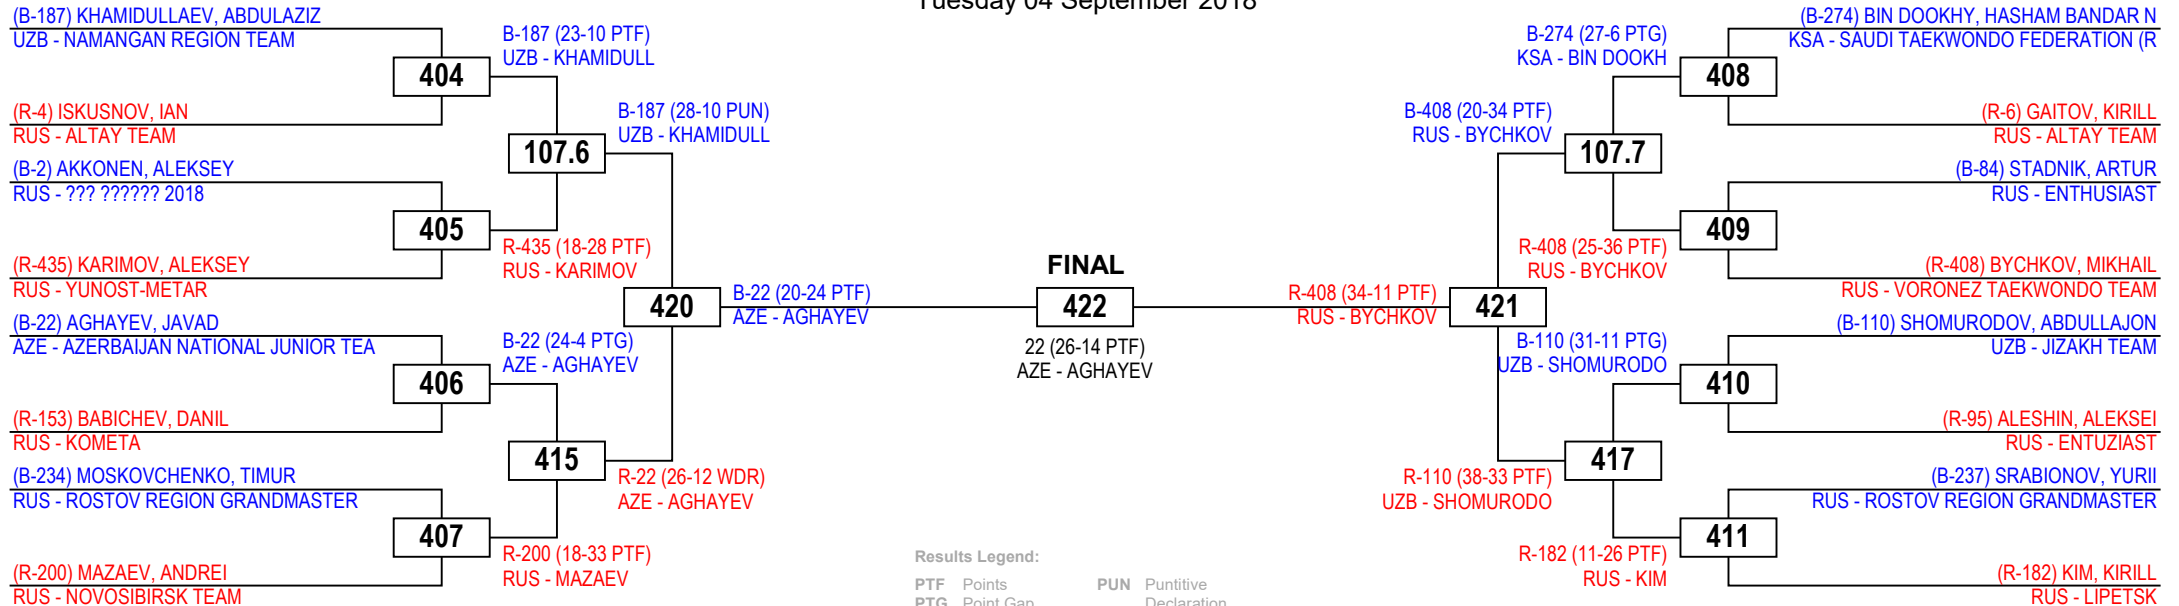 Tuesday 04 September 2018
(B-187) KHAMIDULLAEV, ABDULAZIZ
UZB - NAMANGAN REGION TEAM
404
(R-4) ISKUSNOV, IAN
RUS - ALTAY TEAM
B-187 (23-10 PTF)
UZB - KHAMIDULL
107.6
(B-2) AKKONEN, ALEKSEY
RUS - ??? ?????? 2018
405
(R-435) KARIMOV, ALEKSEY
RUS - YUNOST-METAR
R-435 (18-28 PTF)
RUS - KARIMOV
B-187 (28-10 PUN)
UZB - KHAMIDULL
420
(B-22) AGHAYEV, JAVAD
AZE - AZERBAIJAN NATIONAL JUNIOR TEA
406
(R-153) BABICHEV, DANIL
RUS - KOMETA
B-22 (24-4 PTG)
AZE - AGHAYEV
415
(B-234) MOSKOVCHENKO, TIMUR
RUS - ROSTOV REGION GRANDMASTER
407
(R-200) MAZAEV, ANDREI
RUS - NOVOSIBIRSK TEAM
R-200 (18-33 PTF)
RUS - MAZAEV
R-22 (26-12 WDR)
AZE - AGHAYEV
B-22 (20-24 PTF)
AZE - AGHAYEV
FINAL
422
22 (26-14 PTF)
AZE - AGHAYEV
R-408 (34-11 PTF)
RUS - BYCHKOV
421
B-408 (20-34 PTF)
RUS - BYCHKOV
107.7
B-274 (27-6 PTG)
KSA - BIN DOOKH
408
(B-274) BIN DOOKHY, HASHAM BANDAR N
KSA - SAUDI TAEKWONDO FEDERATION (R
(R-6) GAITOV, KIRILL
RUS - ALTAY TEAM
R-408 (25-36 PTF)
RUS - BYCHKOV
409
(B-84) STADNIK, ARTUR
RUS - ENTHUSIAST
(R-408) BYCHKOV, MIKHAIL
RUS - VORONEZ TAEKWONDO TEAM
R-110 (38-33 PTF)
UZB - SHOMURODO
417
B-110 (31-11 PTG)
UZB - SHOMURODO
410
(B-110) SHOMURODOV, ABDULLAJON
UZB - JIZAKH TEAM
(R-95) ALESHIN, ALEKSEI
RUS - ENTUZIAST
R-182 (11-26 PTF)
RUS - KIM
411
(B-237) SRABIONOV, YURII
RUS - ROSTOV REGION GRANDMASTER
(R-182) KIM, KIRILL
RUS - LIPETSK
Results Legend:
PTF Points PUN Puntitive
PTG Point Gap Declaration